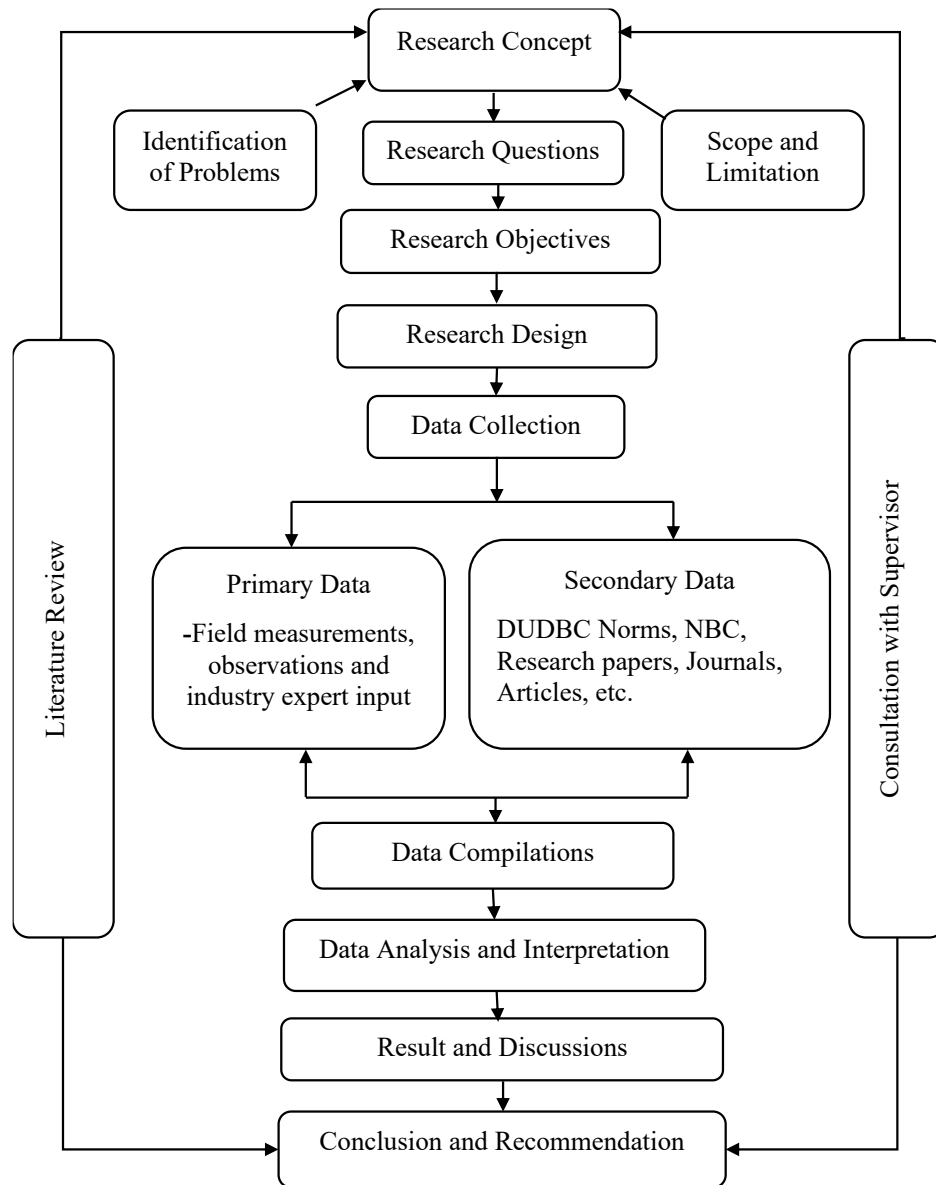 Research Concept
Identification
of Problems
Scope and
Limitation
Research Questions
Research Objectives
Research Design
Data Collection
Literature Review
Consultation with Supervisor
Primary Data
-Field measurements,
observations and
industry expert input
Secondary Data
DUDBC Norms, NBC,
Research papers, Journals,
Articles, etc.
Data Compilations
Data Analysis and Interpretation
Result and Discussions
Conclusion and Recommendation